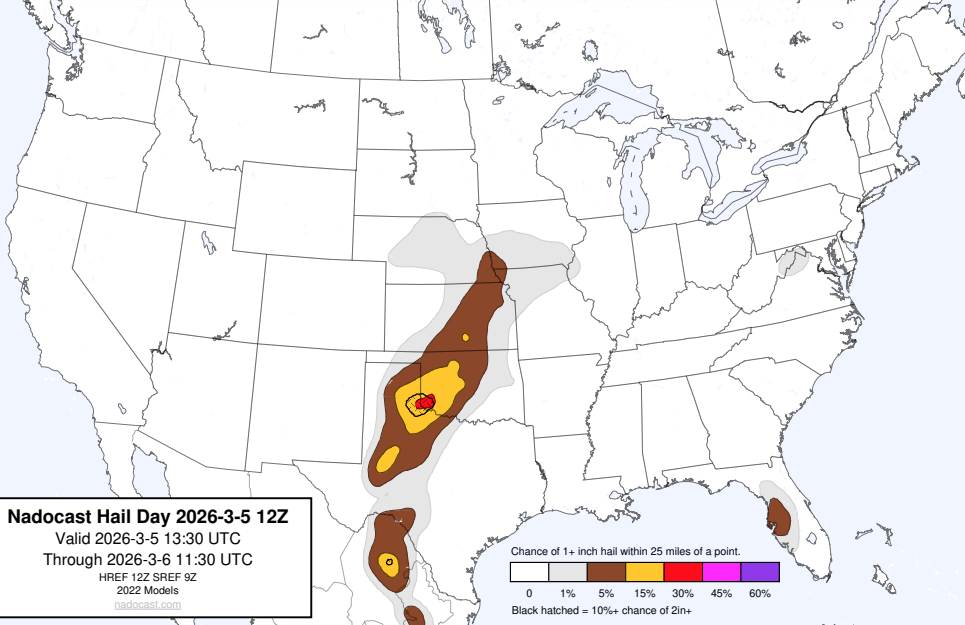 Nadocast Hail Day 2026-3-5 12Z
Valid 2026-3-5 13:30 UTC
Through 2026-3-6 11:30 UTC
HREF 12Z SREF 9Z
2022 Models
nadocast.com
Chance of 1+ inch hail within 25 miles of a point.
0 1% 5% 15% 30% 45% 60%
Black hatched = 10%+ chance of 2in+